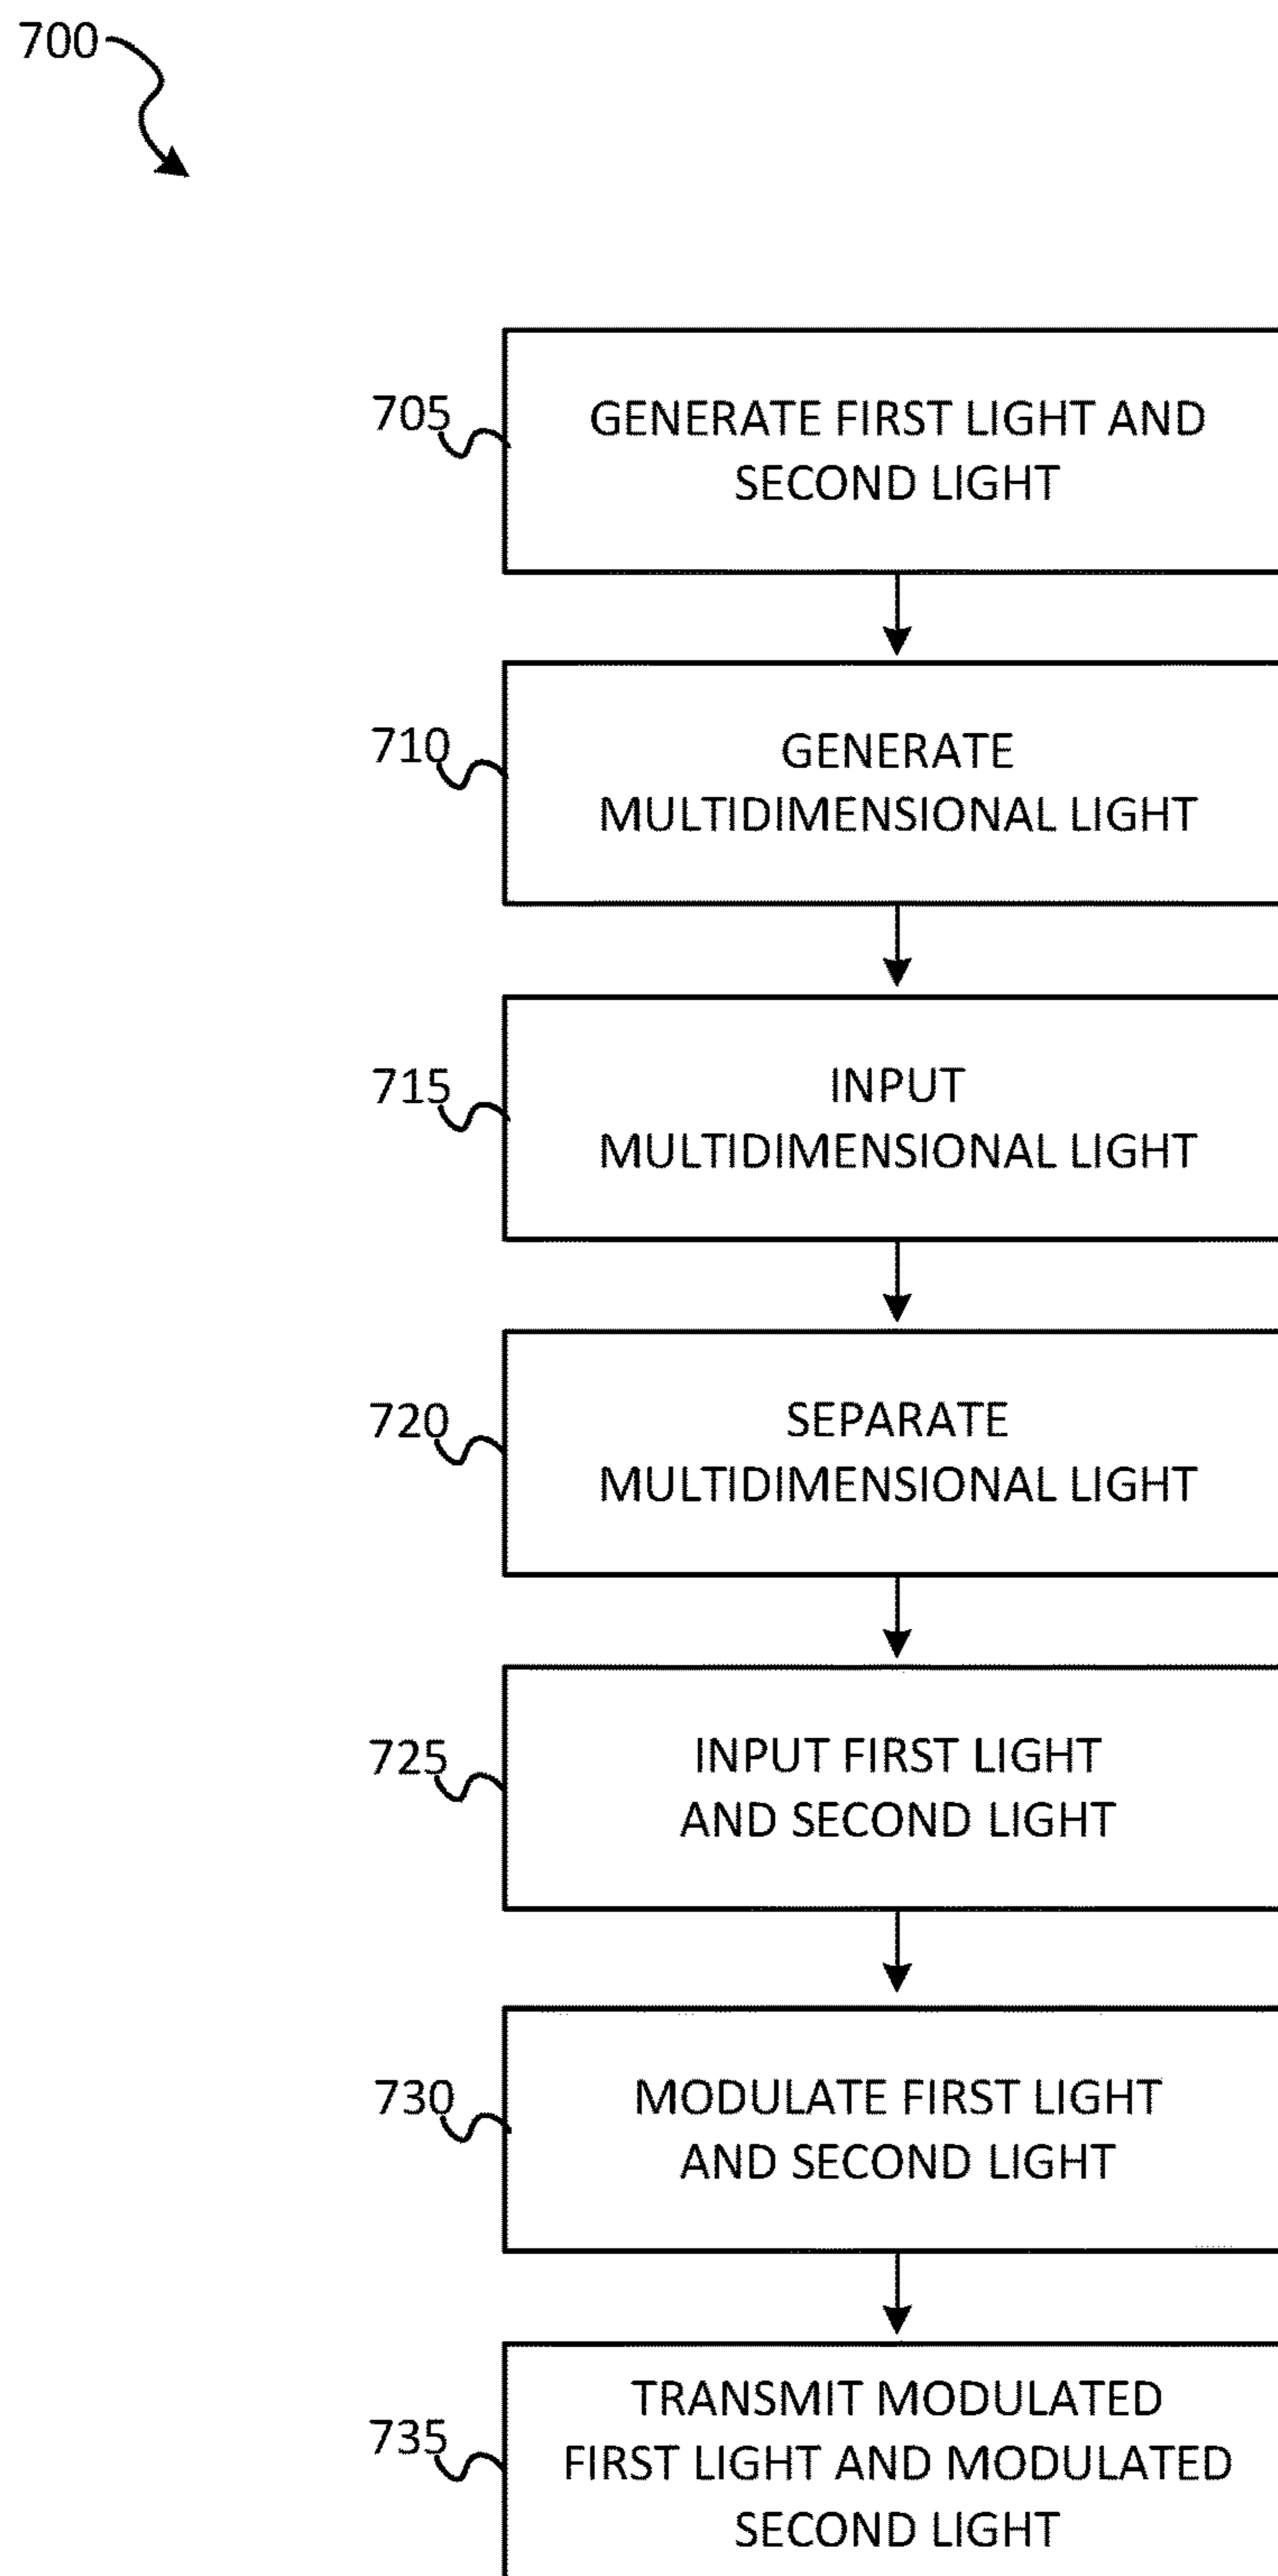 700
705
GENERATE FIRST LIGHT AND
SECOND LIGHT
710
GENERATE
MULTIDIMENSIONAL LIGHT
715
INPUT
MULTIDIMENSIONAL LIGHT
720
SEPARATE
MULTIDIMENSIONAL LIGHT
725
INPUT FIRST LIGHT
AND SECOND LIGHT
730
MODULATE FIRST LIGHT
AND SECOND LIGHT
735
TRANSMIT MODULATED
FIRST LIGHT AND MODULATED
SECOND LIGHT